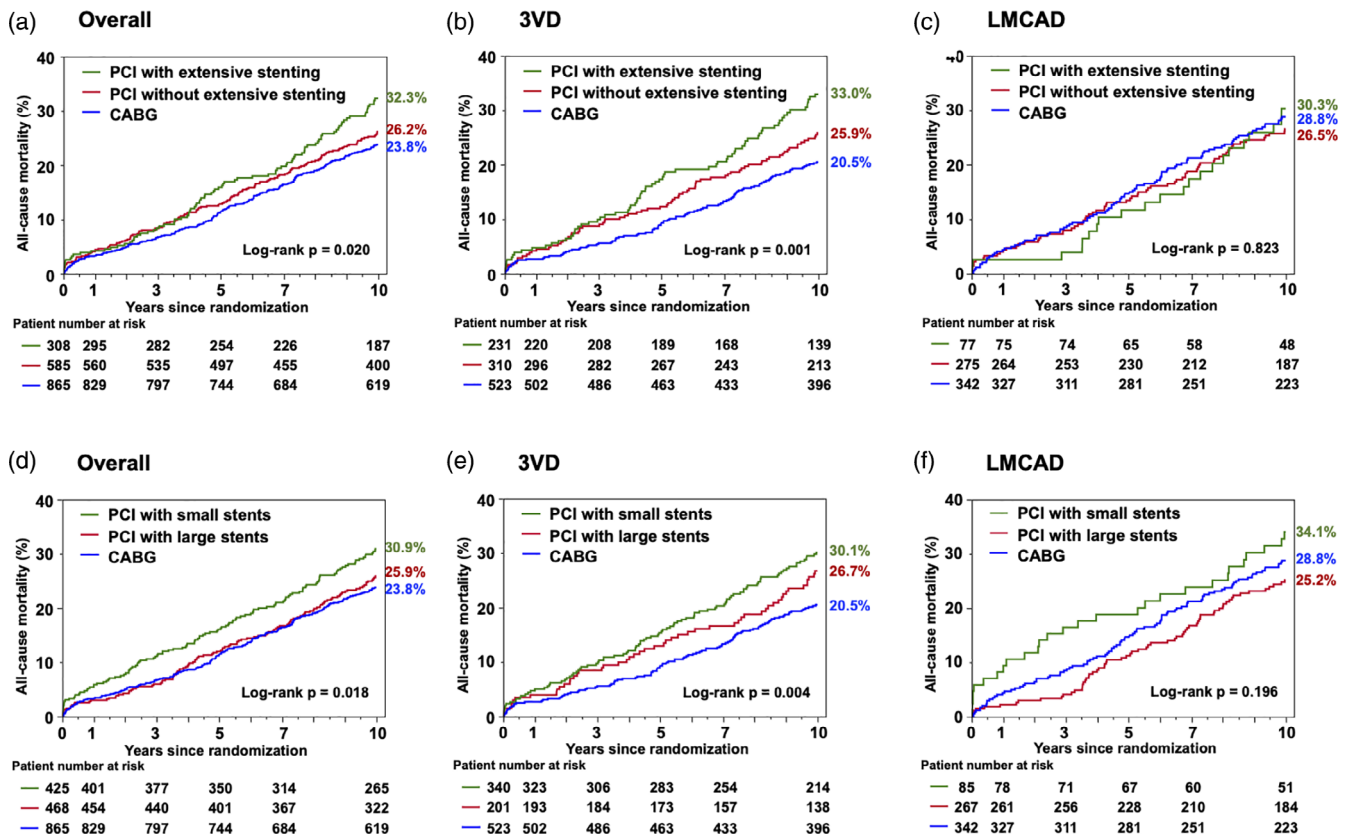 (a) Overall
40
30
20
10
0
All-cause mortality (%)
PCI with extensive stenting
PCI without extensive stenting
CABG
32.3%
26.2%
23.8%
Log-rank p = 0.020
0 1 3 5 7 10
Years since randomization
Patient number at risk
308 295 282 254 226 187
585 560 535 497 455 400
865 829 797 744 684 619
(b) 3VD
40
30
20
10
0
All-cause mortality (%)
PCI with extensive stenting
PCI without extensive stenting
CABG
33.0%
25.9%
20.5%
Log-rank p = 0.001
0 1 3 5 7 10
Years since randomization
Patient number at risk
231 220 208 189 168 139
310 296 282 267 243 213
523 502 486 463 433 396
(c) LMCAD
30
20
10
0
All-cause mortality (%)
PCI with extensive stenting
PCI without extensive stenting
CABG
30.3%
28.8%
26.5%
Log-rank p = 0.823
0 1 3 5 7 10
Years since randomization
Patient number at risk
77 75 74 65 58 48
275 264 253 230 212 187
342 327 311 281 251 223
(d) Overall
40
30
20
10
0
All-cause mortality (%)
PCI with small stents
PCI with large stents
CABG
30.9%
25.9%
23.8%
Log-rank p = 0.018
0 1 3 5 7 10
Years since randomization
Patient number at risk
425 401 377 350 314 265
468 454 440 401 367 322
865 829 797 744 684 619
(e) 3VD
40
30
20
10
0
All-cause mortality (%)
PCI with small stents
PCI with large stents
CABG
30.1%
26.7%
20.5%
Log-rank p = 0.004
0 1 3 5 7 10
Years since randomization
Patient number at risk
340 323 306 283 254 214
201 193 184 173 157 138
523 502 486 463 433 396
(f) LMCAD
40
30
20
10
0
All-cause mortality (%)
PCI with small stents
PCI with large stents
CABG
34.1%
28.8%
25.2%
Log-rank p = 0.196
0 1 3 5 7 10
Years since randomization
Patient number at risk
85 78 71 67 60 51
267 261 256 228 210 184
342 327 311 281 251 223